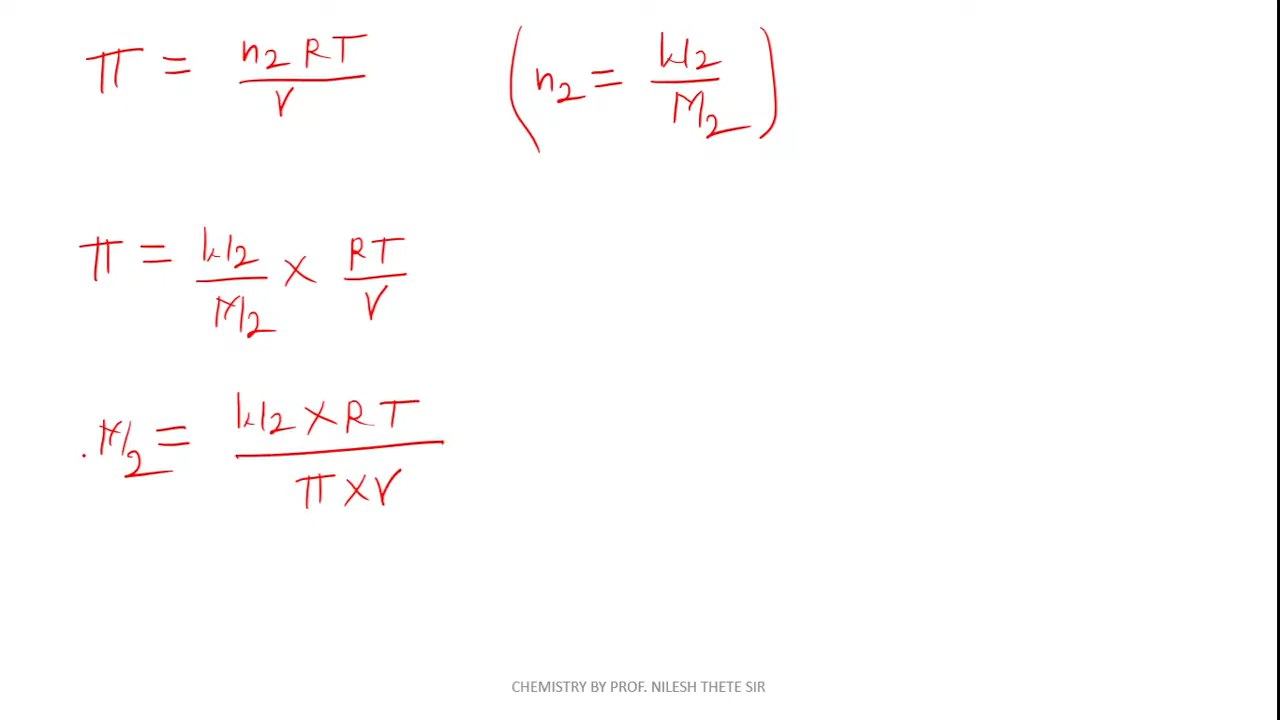 π = n₂RT/V (n₂ = W₂/M₂)
π = W₂/M₂ × RT/V
M₂ = W₂ × RT / π × V
CHEMISTRY BY PROF. NILESH THETE SIR